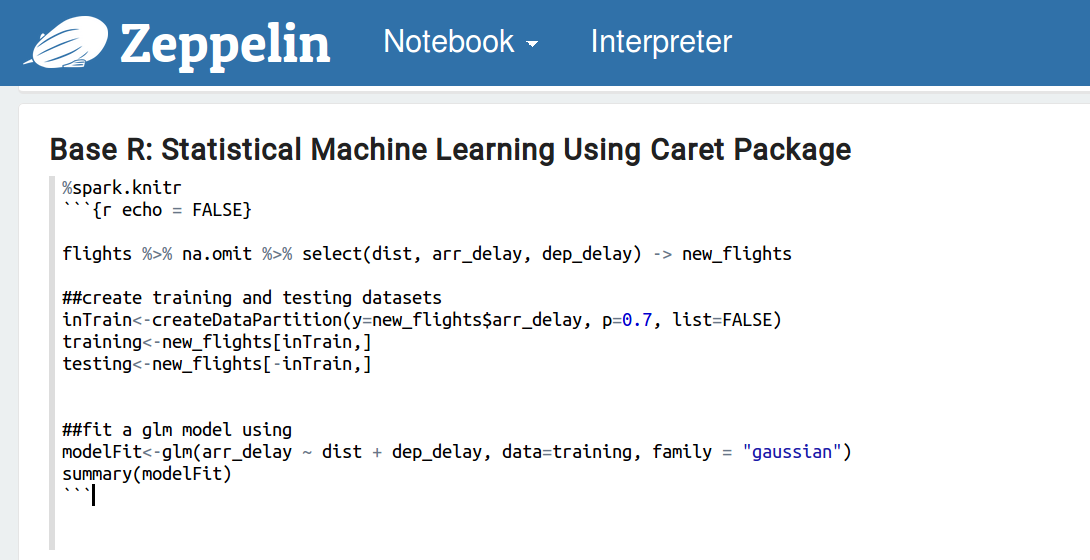 Zeppelin Notebook Interpreter
Base R: Statistical Machine Learning Using Caret Package
%spark.knitr
```{r echo = FALSE}
flights %>% na.omit %>% select(dist, arr_delay, dep_delay) -> new_flights
##create training and testing datasets
inTrain<-createDataPartition(y=new_flights$arr_delay, p=0.7, list=FALSE)
training<-new_flights[inTrain,]
testing<-new_flights[-inTrain,]
##fit a glm model using
modelFit<-glm(arr_delay ~ dist + dep_delay, data=training, family = "gaussian")
summary(modelFit)
```